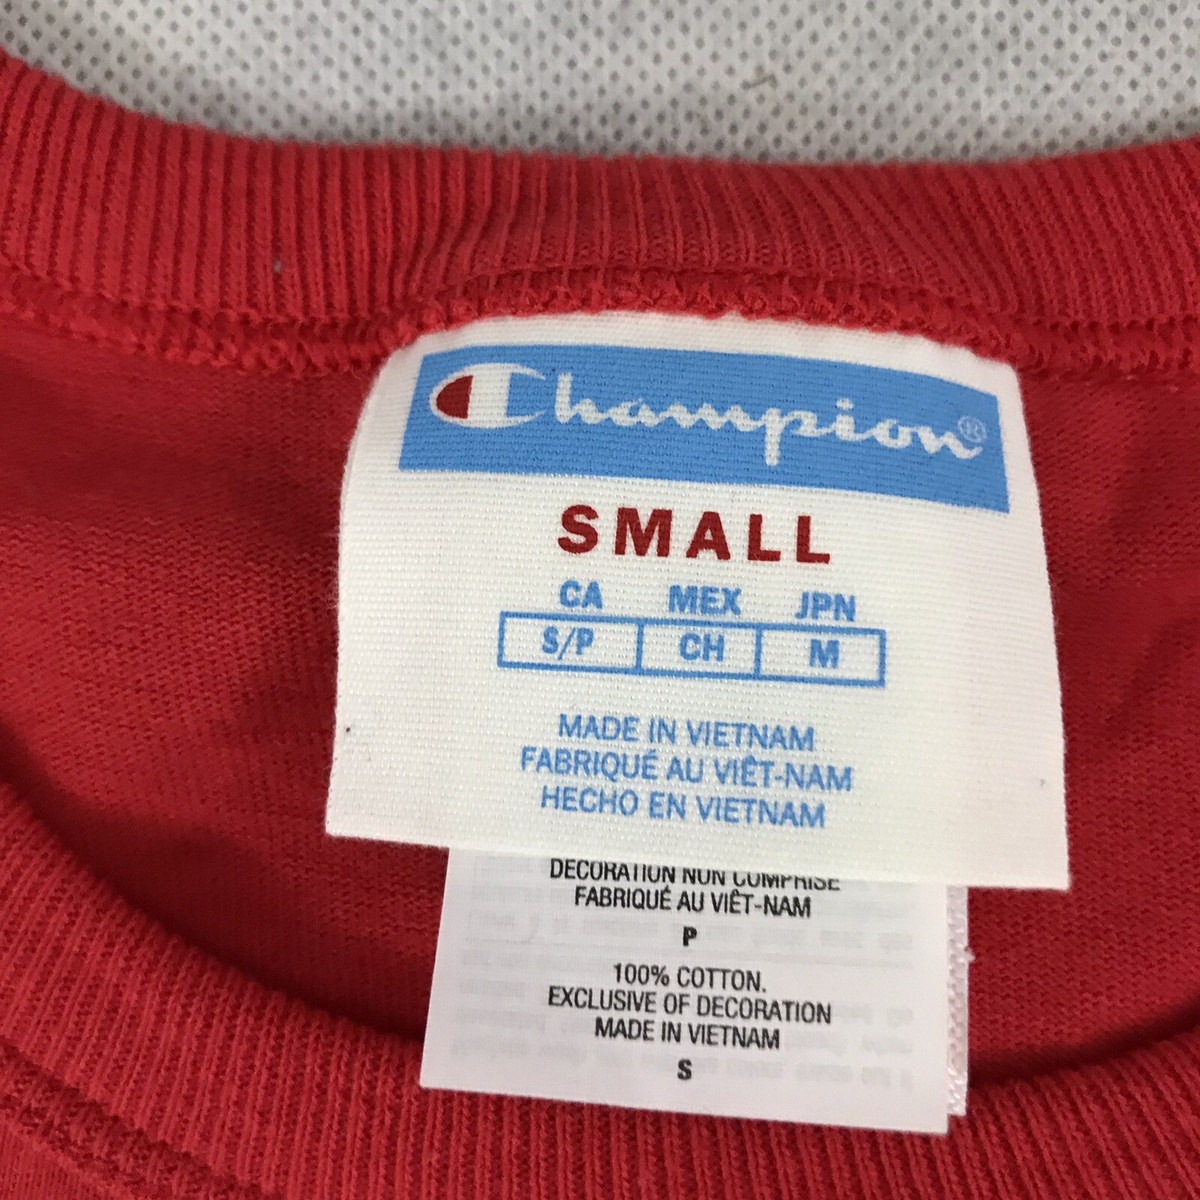 Champion®
SMALL
CA MEX JPN
S/P CH M
MADE IN VIETNAM
FABRIQUÉ AU VIÊT-NAM
HECHO EN VIETNAM
DECORATION NON COMPRISE
FABRIQUÉ AU VIÊT-NAM
P
100% COTTON.
EXCLUSIVE OF DECORATION
MADE IN VIETNAM
S